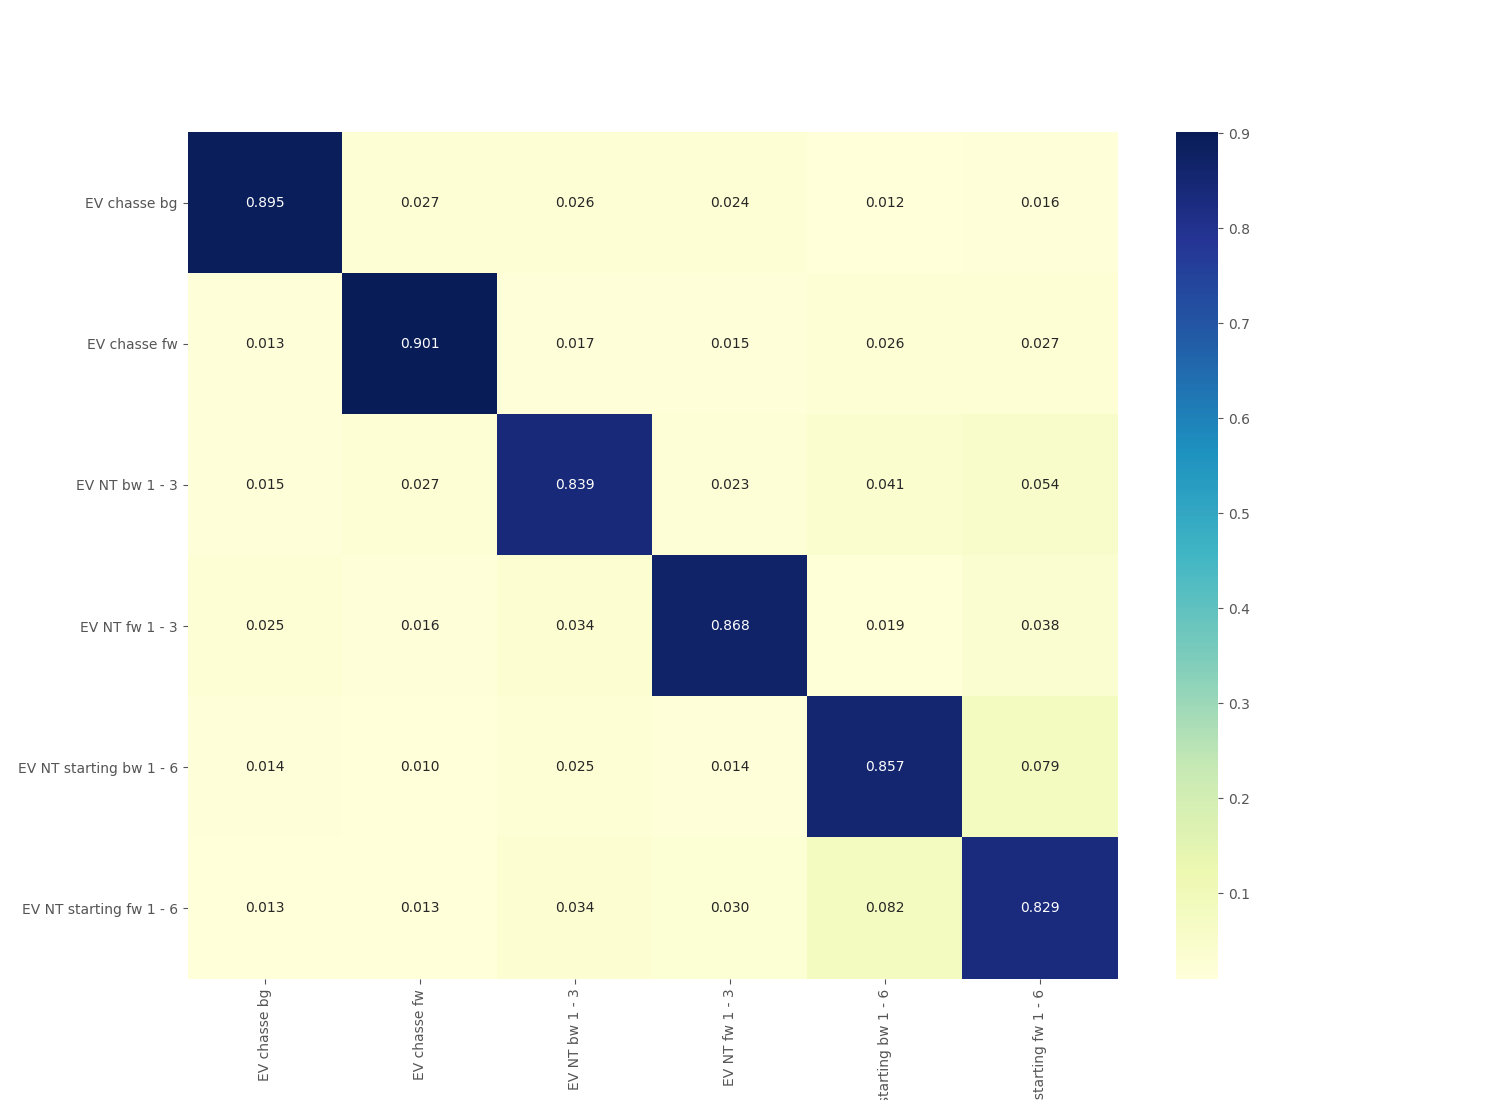 EV chasse bg 0.895 0.027 0.026 0.024 0.012 0.016
EV chasse fw 0.013 0.901 0.017 0.015 0.026 0.027
EV NT bw 1 - 3 0.015 0.027 0.839 0.023 0.041 0.054
EV NT fw 1 - 3 0.025 0.016 0.034 0.868 0.019 0.038
EV NT starting bw 1 - 6 0.014 0.010 0.025 0.014 0.857 0.079
EV NT starting fw 1 - 6 0.013 0.013 0.034 0.030 0.082 0.829
EV chasse bg
EV chasse fw
EV NT bw 1 - 3
EV NT fw 1 - 3
starting bw 1 - 6
starting fw 1 - 6
0.9
0.8
0.7
0.6
0.5
0.4
0.3
0.2
0.1